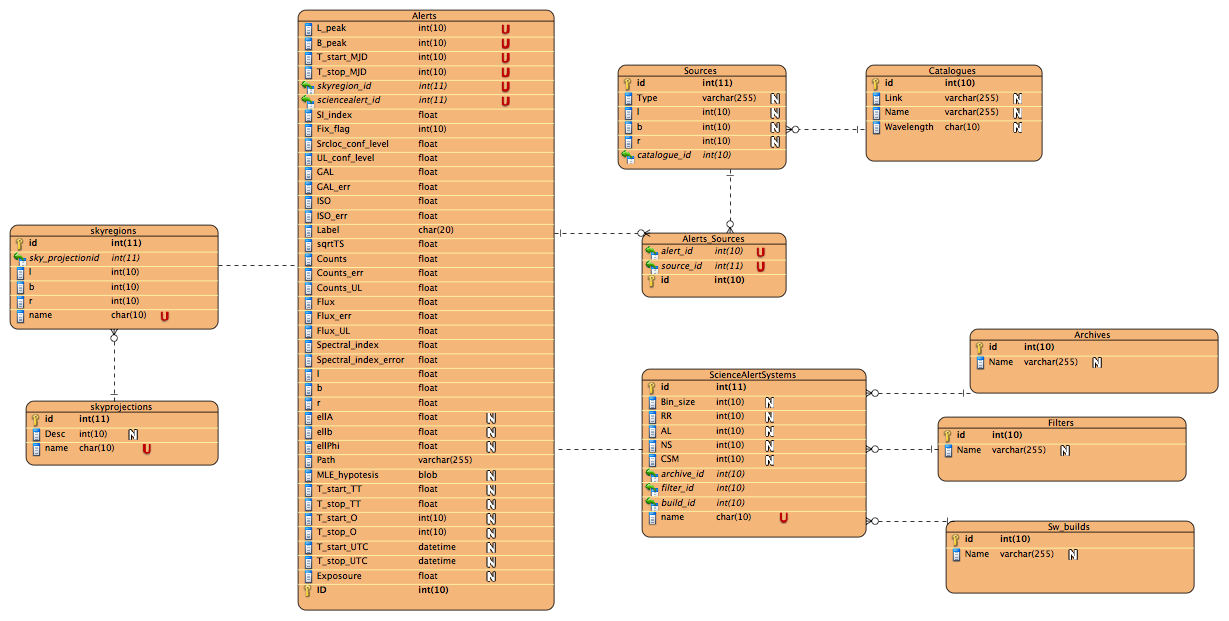 Alerts
L_peak int(10) U
B_peak int(10) U
T_start_MJD int(10) U
T_stop_MJD int(10) U
skyregion_id int(11) U
sciencealert_id int(11) U
SI_index float
Fix_flag int(10)
Srcloc_conf_level float
UL_conf_level float
GAL float
GAL_err float
ISO float
ISO_err float
Label char(20)
sqrtTS float
Counts float
Counts_err float
Counts_UL float
Flux float
Flux_err float
Flux_UL float
Spectral_index float
Spectral_index_error float
l float
b float
r float
ellA float N
ellb float N
ellPhi float N
Path varchar(255)
MLE_hypotesis blob N
T_start_TT float N
T_stop_TT float N
T_start_O int(10) N
T_stop_O int(10) N
T_start_UTC datetime N
T_stop_UTC datetime N
Exposoure float N
ID int(10)
skyregions
id int(11)
sky_projectionid int(11)
l int(10)
b int(10)
r int(10)
name char(10) U
skyprojections
id int(11)
Desc int(10) N
name char(10) U
Sources
id int(11)
Type varchar(255) N
l int(10) N
b int(10) N
r int(10) N
catalogue_id int(10)
Catalogues
id int(10)
Link varchar(255) N
Name varchar(255) N
Wavelength char(10) N
Alerts_Sources
alert_id int(10) U
source_id int(11) U
id int(10)
ScienceAlertSystems
id int(11)
Bin_size int(10) N
RR int(10) N
AL int(10) N
NS int(10) N
CSM int(10) N
archive_id int(10)
filter_id int(10)
build_id int(10)
name char(10) U
Archives
id int(10)
Name varchar(255) N
Filters
id int(10)
Name varchar(255) N
Sw_builds
id int(10)
Name varchar(255) N